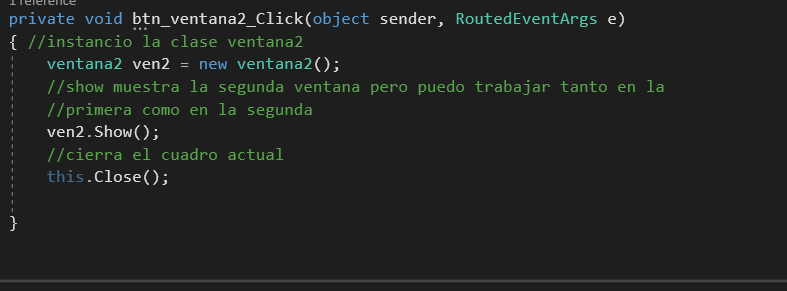 1 reference
private void btn_ventana2_Click(object sender, RoutedEventArgs e)
{ //instancio la clase ventana2
ventana2 ven2 = new ventana2();
//show muestra la segunda ventana pero puedo trabajar tanto en la
//primera como en la segunda
ven2.Show();
//cierra el cuadro actual
this.Close();
}